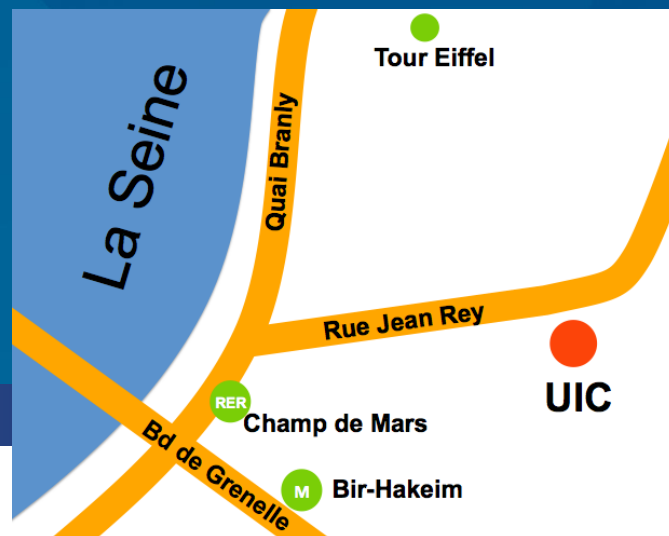 Tour Eiffel
La Seine
Quai Branly
Rue Jean Rey
UIC
RER
Champ de Mars
Bd de Grenelle
M
Bir-Hakeim